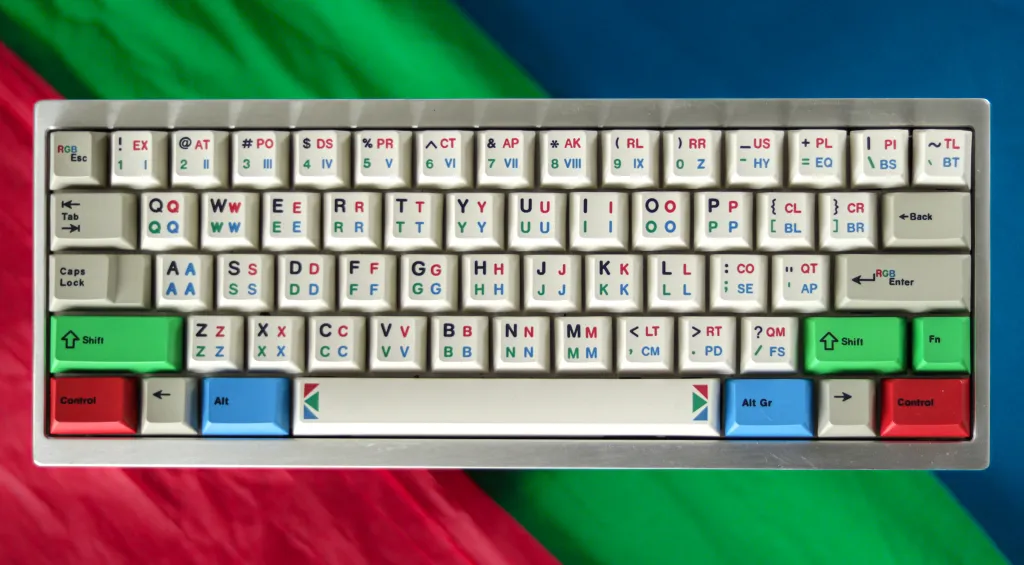 RGB Esc ! EX @ AT # PO $ DS % PR ^ CT & AP * AK ( RL ) RR _ US + PL | PI ~ TL
1 I 2 II 3 III 4 IV 5 V 6 VI 7 VII 8 VIII 9 IX 0 Z - HY = EQ \ BS ` BT
Tab Q Q W W E E R R T T Y Y U U I I O O P P { CL } CR ←Back
Q Q W W E E R R T T Y Y U U I I O O P P [ BL ] BR
Caps Lock A A S S D D F F G G H H J J K K L L : CO " QT RGB Enter
A A S S D D F F G G H H J J K K L L ; SE ' AP
Shift Z Z X X C C V V B B N N M M < LT > RT ? QM Shift Fn
Z Z X X C C V V B B N N M M , CM . PD / FS
Control ← Alt Alt Gr → Control